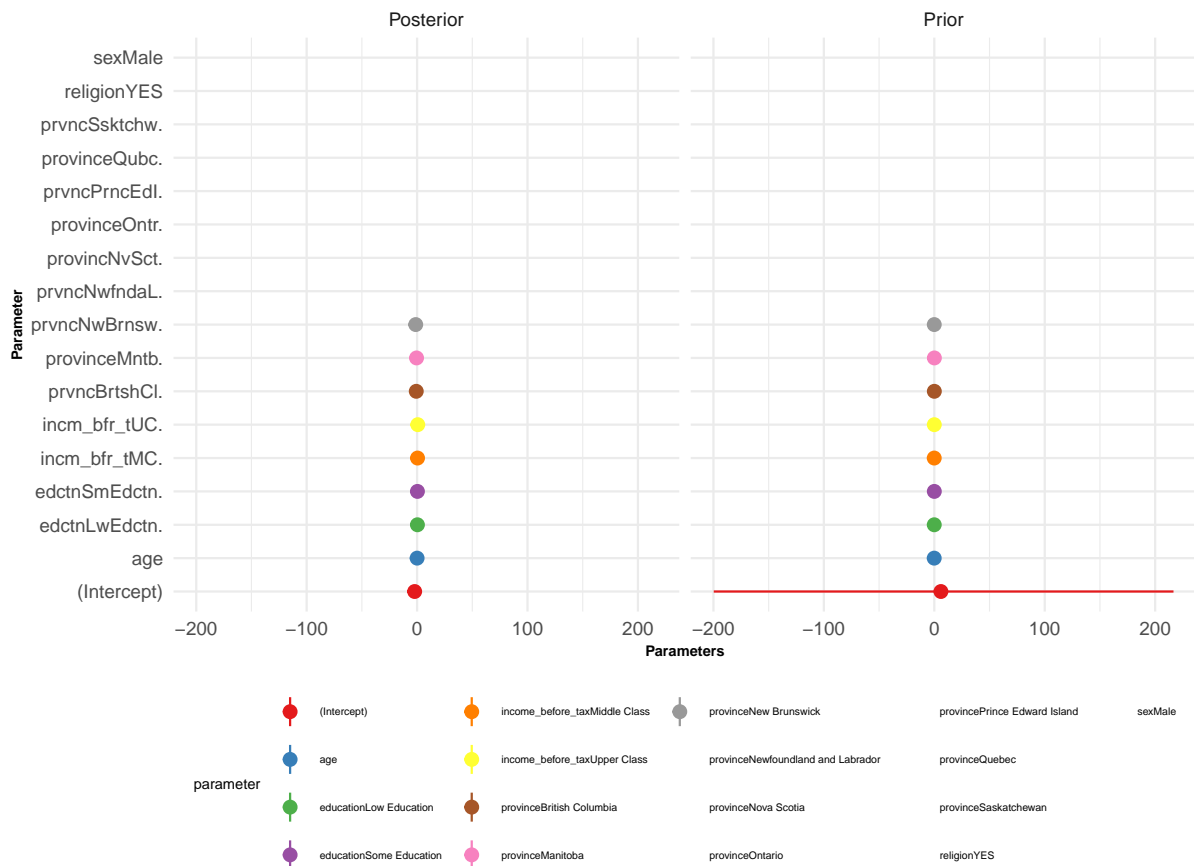 Posterior Prior
sexMale
religionYES
prvncSsktchw.
provinceQubc.
prvncPrncEdI.
provinceOntr.
provincNvSct.
prvncNwfndaL.
prvncNwBrnsw.
provinceMntb.
prvncBrtshCl.
incm_bfr_tUC.
incm_bfr_tMC.
edctnSmEdctn.
edctnLwEdctn.
age
(Intercept)
Parameter
−200 −100 0 100 200 −200 −100 0 100 200
Parameters
parameter
(Intercept) income_before_taxMiddle Class provinceNew Brunswick provincePrince Edward Island sexMale
age income_before_taxUpper Class provinceNewfoundland and Labrador provinceQuebec
educationLow Education provinceBritish Columbia provinceNova Scotia provinceSaskatchewan
educationSome Education provinceManitoba provinceOntario religionYES